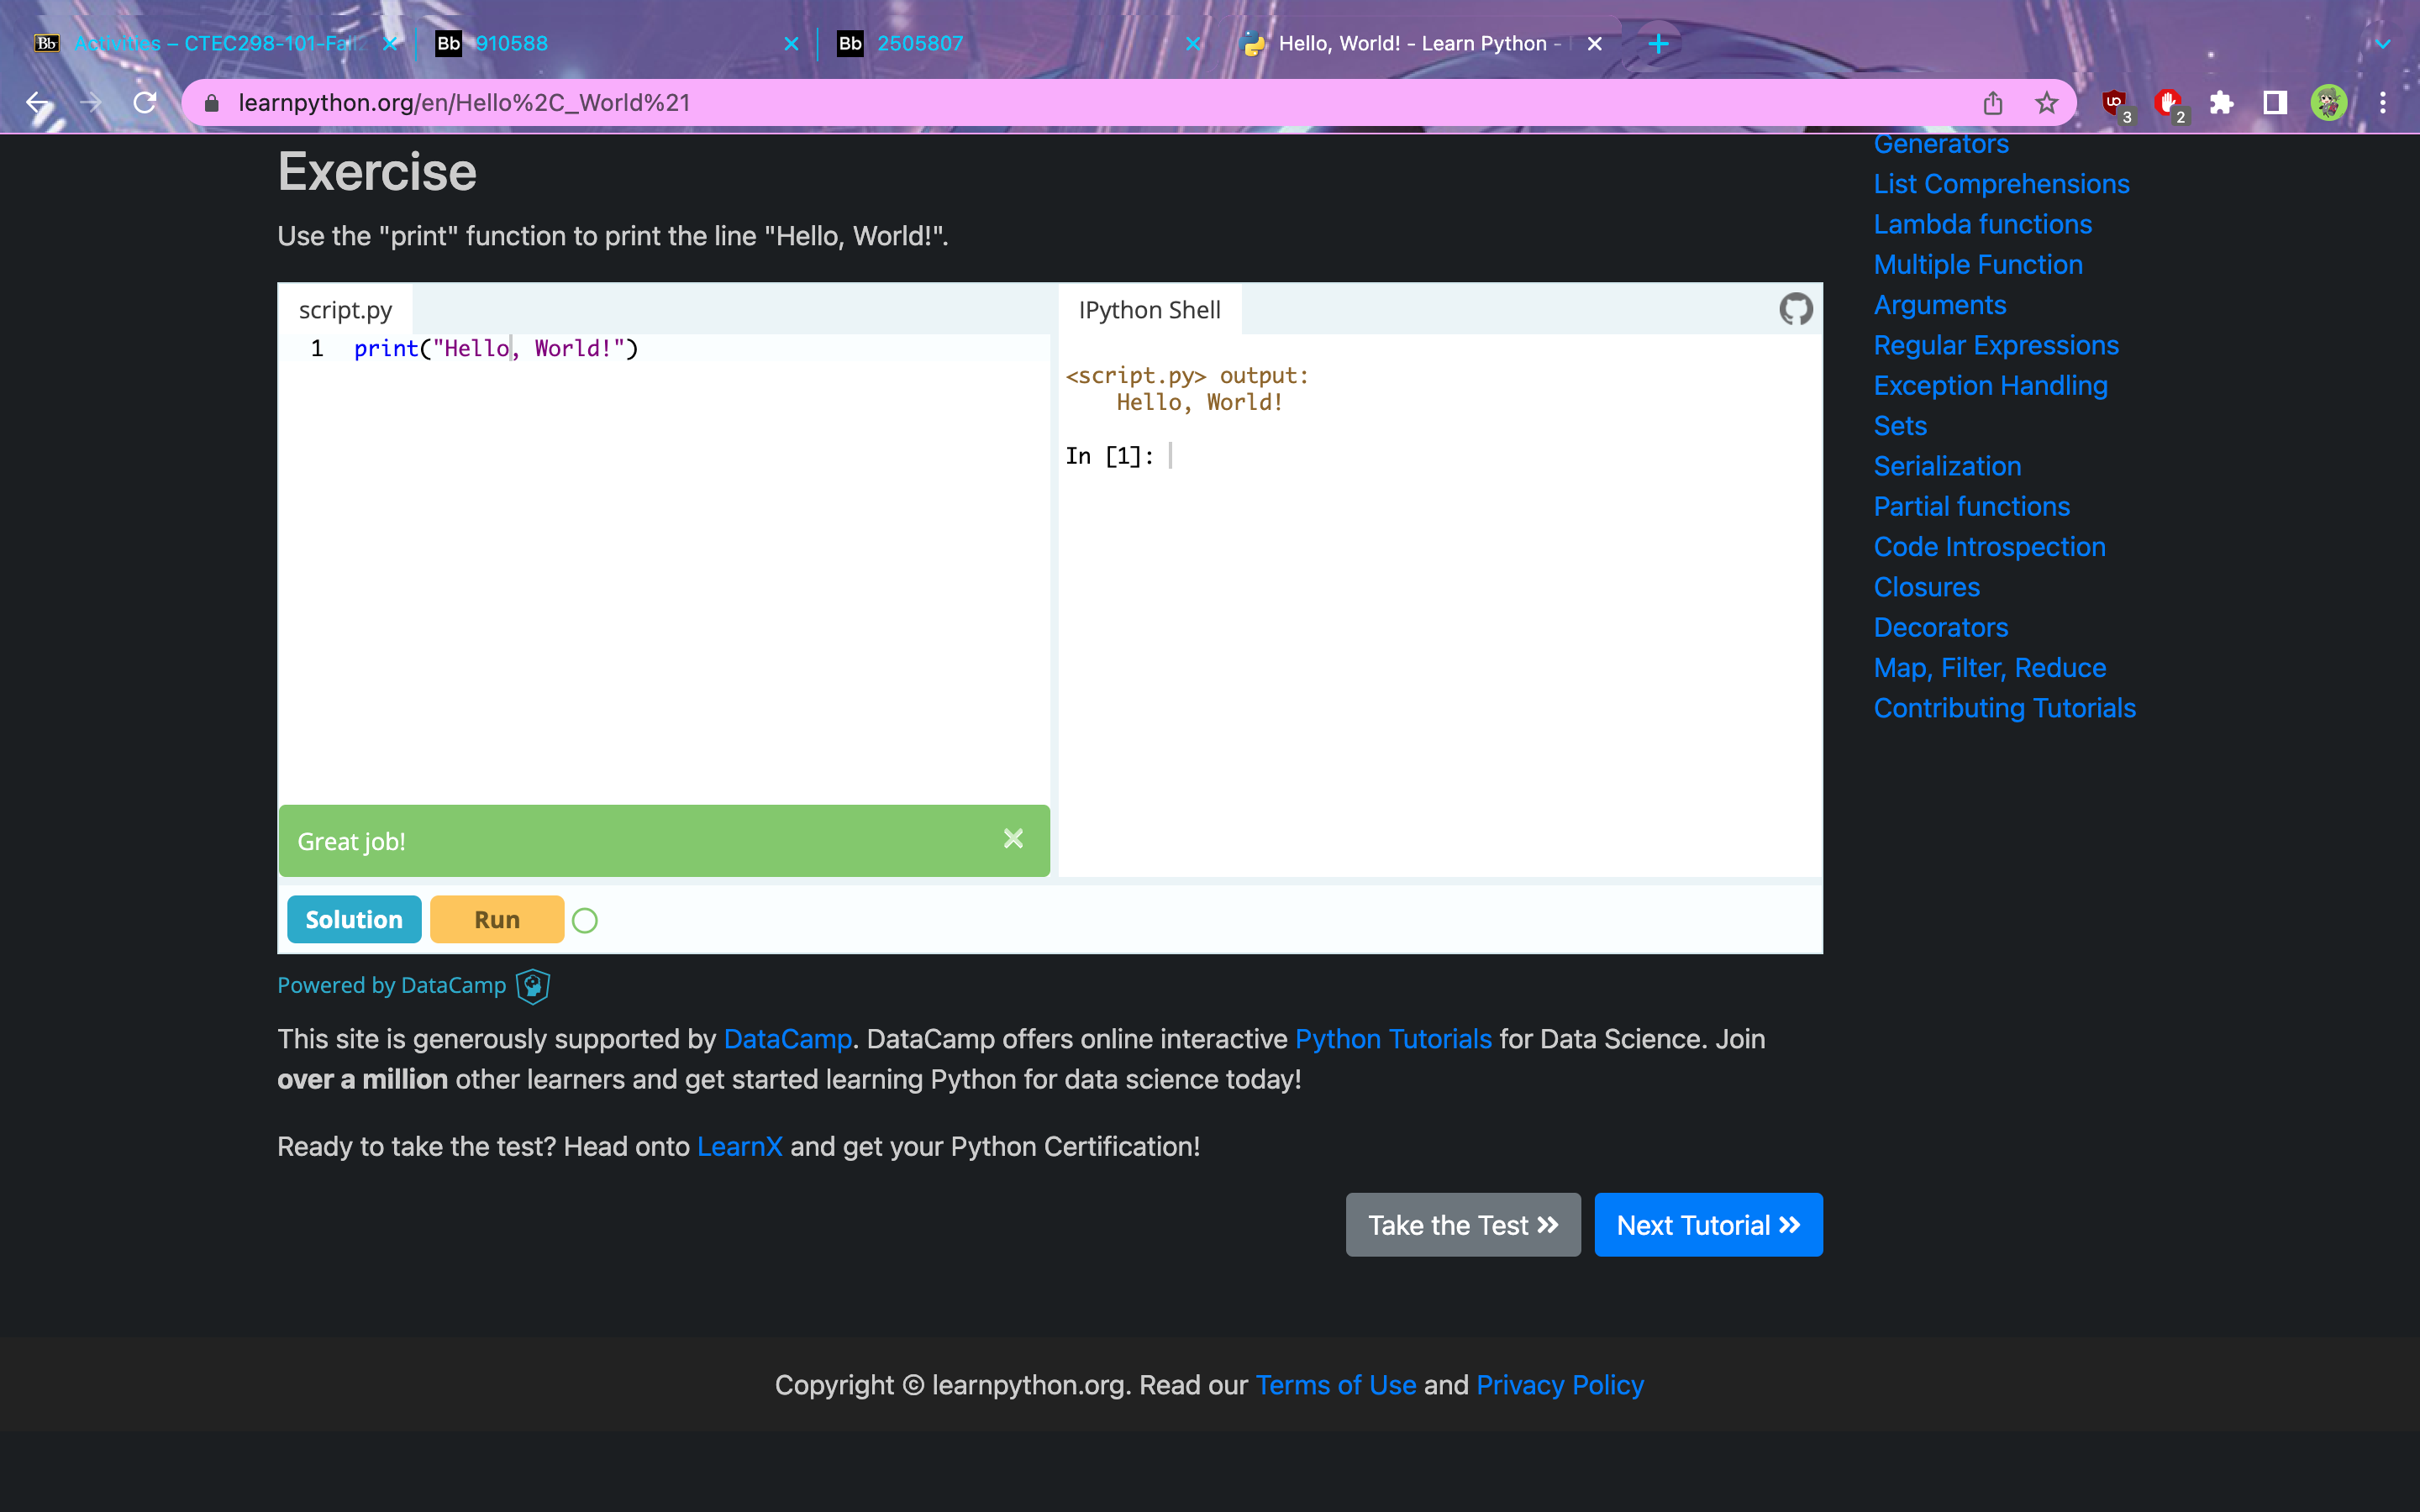 Bb Activities – CTEC298-101-Fall
Bb 910588
Bb 2505807
Hello, World! - Learn Python -
learnpython.org/en/Hello%2C_World%21
3
2
Exercise
Use the "print" function to print the line "Hello, World!".
script.py
1 print("Hello, World!")
IPython Shell
<script.py> output:
Hello, World!
In [1]:
Great job!
Solution
Run
Powered by DataCamp
This site is generously supported by DataCamp. DataCamp offers online interactive Python Tutorials for Data Science. Join
over a million other learners and get started learning Python for data science today!
Ready to take the test? Head onto LearnX and get your Python Certification!
Take the Test
Next Tutorial
Generators
List Comprehensions
Lambda functions
Multiple Function
Arguments
Regular Expressions
Exception Handling
Sets
Serialization
Partial functions
Code Introspection
Closures
Decorators
Map, Filter, Reduce
Contributing Tutorials
Copyright © learnpython.org. Read our Terms of Use and Privacy Policy